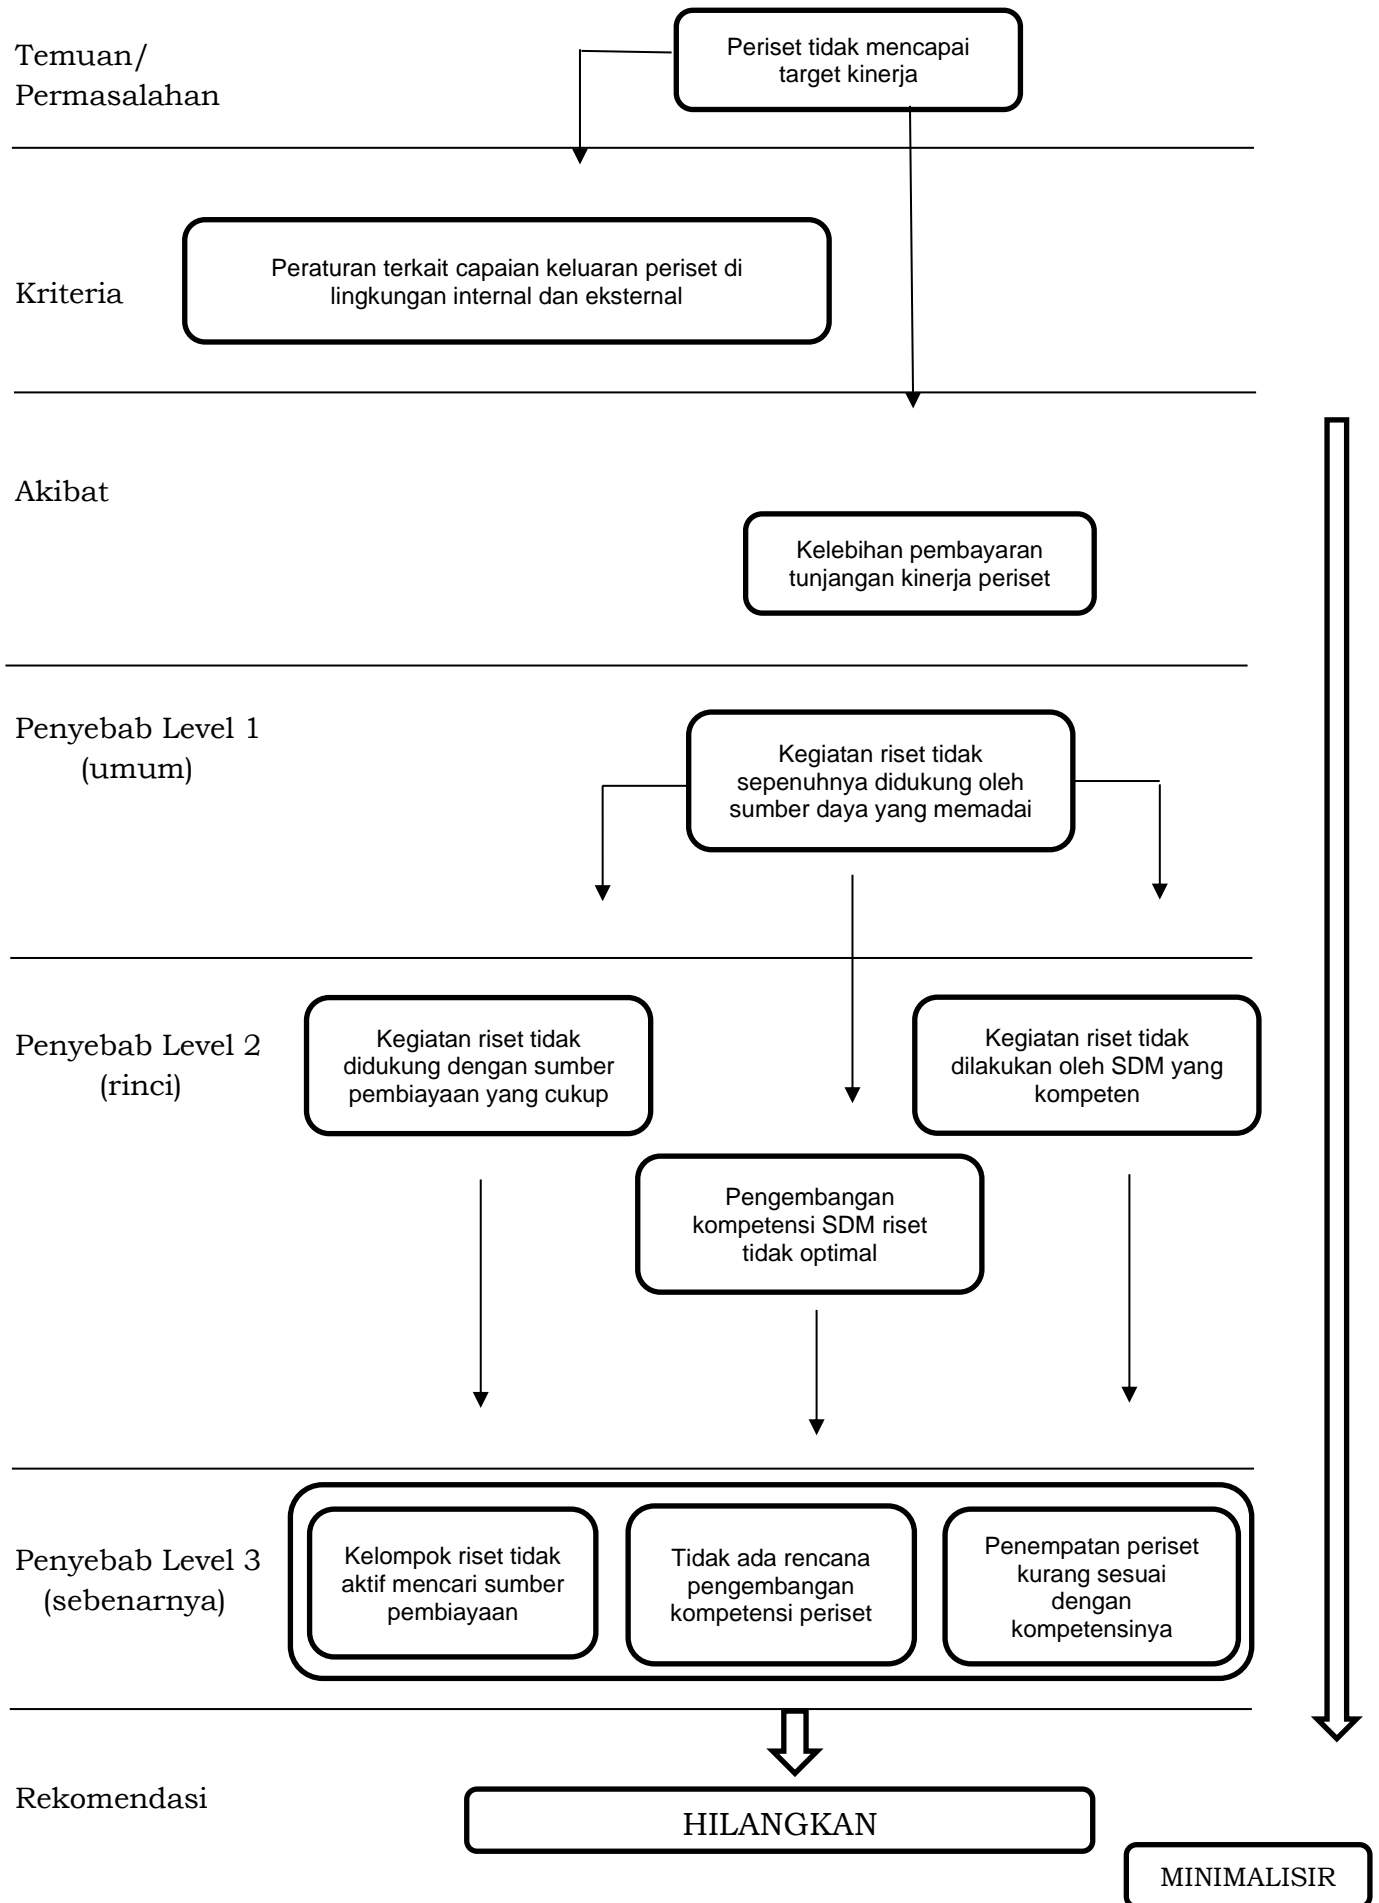 Temuan/
Permasalahan
Periset tidak mencapai
target kinerja
Kriteria
Peraturan terkait capaian keluaran periset di
lingkungan internal dan eksternal
Akibat
Kelebihan pembayaran
tunjangan kinerja periset
Penyebab Level 1
(umum)
Kegiatan riset tidak
sepenuhnya didukung oleh
sumber daya yang memadai
Penyebab Level 2
(rinci)
Kegiatan riset tidak
didukung dengan sumber
pembiayaan yang cukup
Kegiatan riset tidak
dilakukan oleh SDM yang
kompeten
Pengembangan
kompetensi SDM riset
tidak optimal
Penyebab Level 3
(sebenarnya)
Kelompok riset tidak
aktif mencari sumber
pembiayaan
Tidak ada rencana
pengembangan
kompetensi periset
Penempatan periset
kurang sesuai
dengan
kompetensinya
Rekomendasi
HILANGKAN
MINIMALISIR